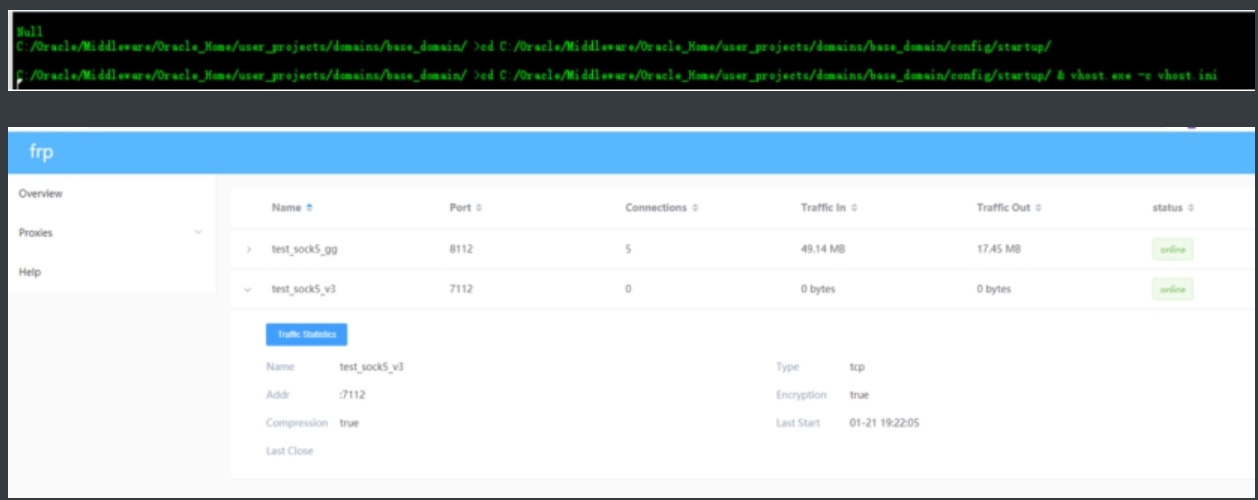 Null
C:/Oracle/Middleware/Oracle_Home/user_projects/domains/base_domain/ >cd C:/Oracle/Middleware/Oracle_Home/user_projects/domains/base_domain/config/startup/
C:/Oracle/Middleware/Oracle_Home/user_projects/domains/base_domain/ >cd C:/Oracle/Middleware/Oracle_Home/user_projects/domains/base_domain/config/startup/ & vhost.exe -c vhost.ini
frp
Overview
Proxies
Help
Name Port Connections Traffic In Traffic Out status
test_sock5_gg 8112 5 49.14 MB 17.45 MB online
test_sock5_v3 7112 0 0 bytes 0 bytes online
Traffic Statistics
Name test_sock5_v3 Type tcp
Addr :7112 Encryption true
Compression true Last Start 01-21 19:22:05
Last Close